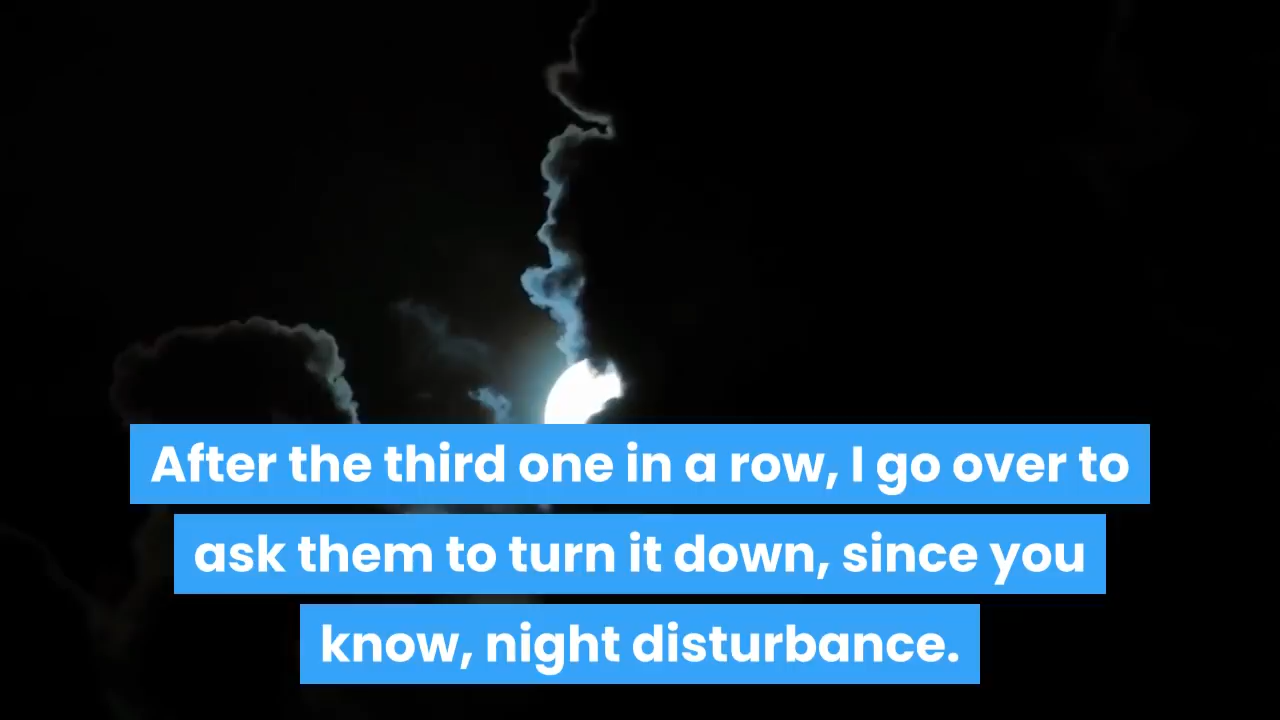 After the third one in a row, I go over to
ask them to turn it down, since you
know, night disturbance.